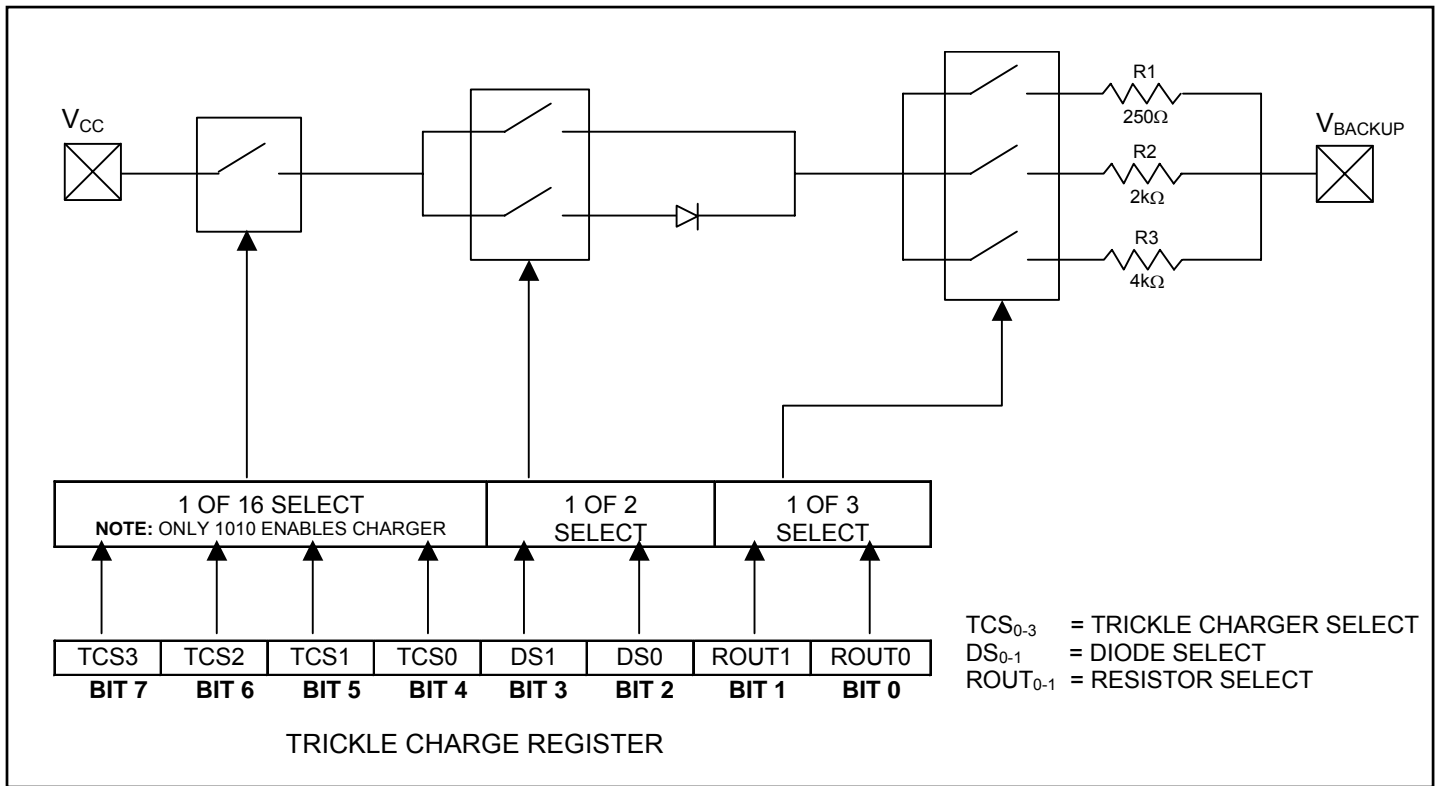 V_CC
R1
250Ω
V_BACKUP
R2
2kΩ
R3
4kΩ
1 OF 16 SELECT
NOTE: ONLY 1010 ENABLES CHARGER
1 OF 2
SELECT
1 OF 3
SELECT
TCS3 TCS2 TCS1 TCS0 DS1 DS0 ROUT1 ROUT0
BIT 7 BIT 6 BIT 5 BIT 4 BIT 3 BIT 2 BIT 1 BIT 0
TCS0-3 = TRICKLE CHARGER SELECT
DS0-1 = DIODE SELECT
ROUT0-1 = RESISTOR SELECT
TRICKLE CHARGE REGISTER